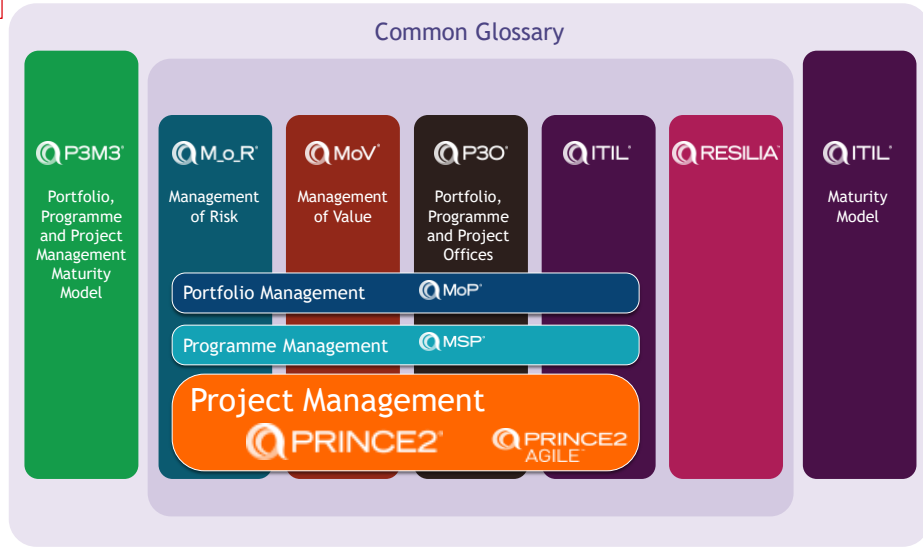 Common Glossary
P3M3®
Portfolio,
Programme
and Project
Management
Maturity
Model
M_o_R®
Management
of Risk
MoV®
Management
of Value
P3O®
Portfolio,
Programme
and Project
Offices
ITIL®
RESILIA™
ITIL®
Maturity
Model
Portfolio Management
MoP®
Programme Management
MSP®
Project Management
PRINCE2®
PRINCE2
AGILE™